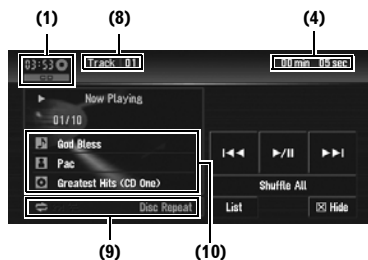 (1)
(8)
(4)
03:53
CD
Track 01
00 min 05 sec
Now Playing
01/10
God Bless
Pac
Greatest Hits (CD One)
Shuffle All
Disc Repeat
List
Hide
(9)
(10)